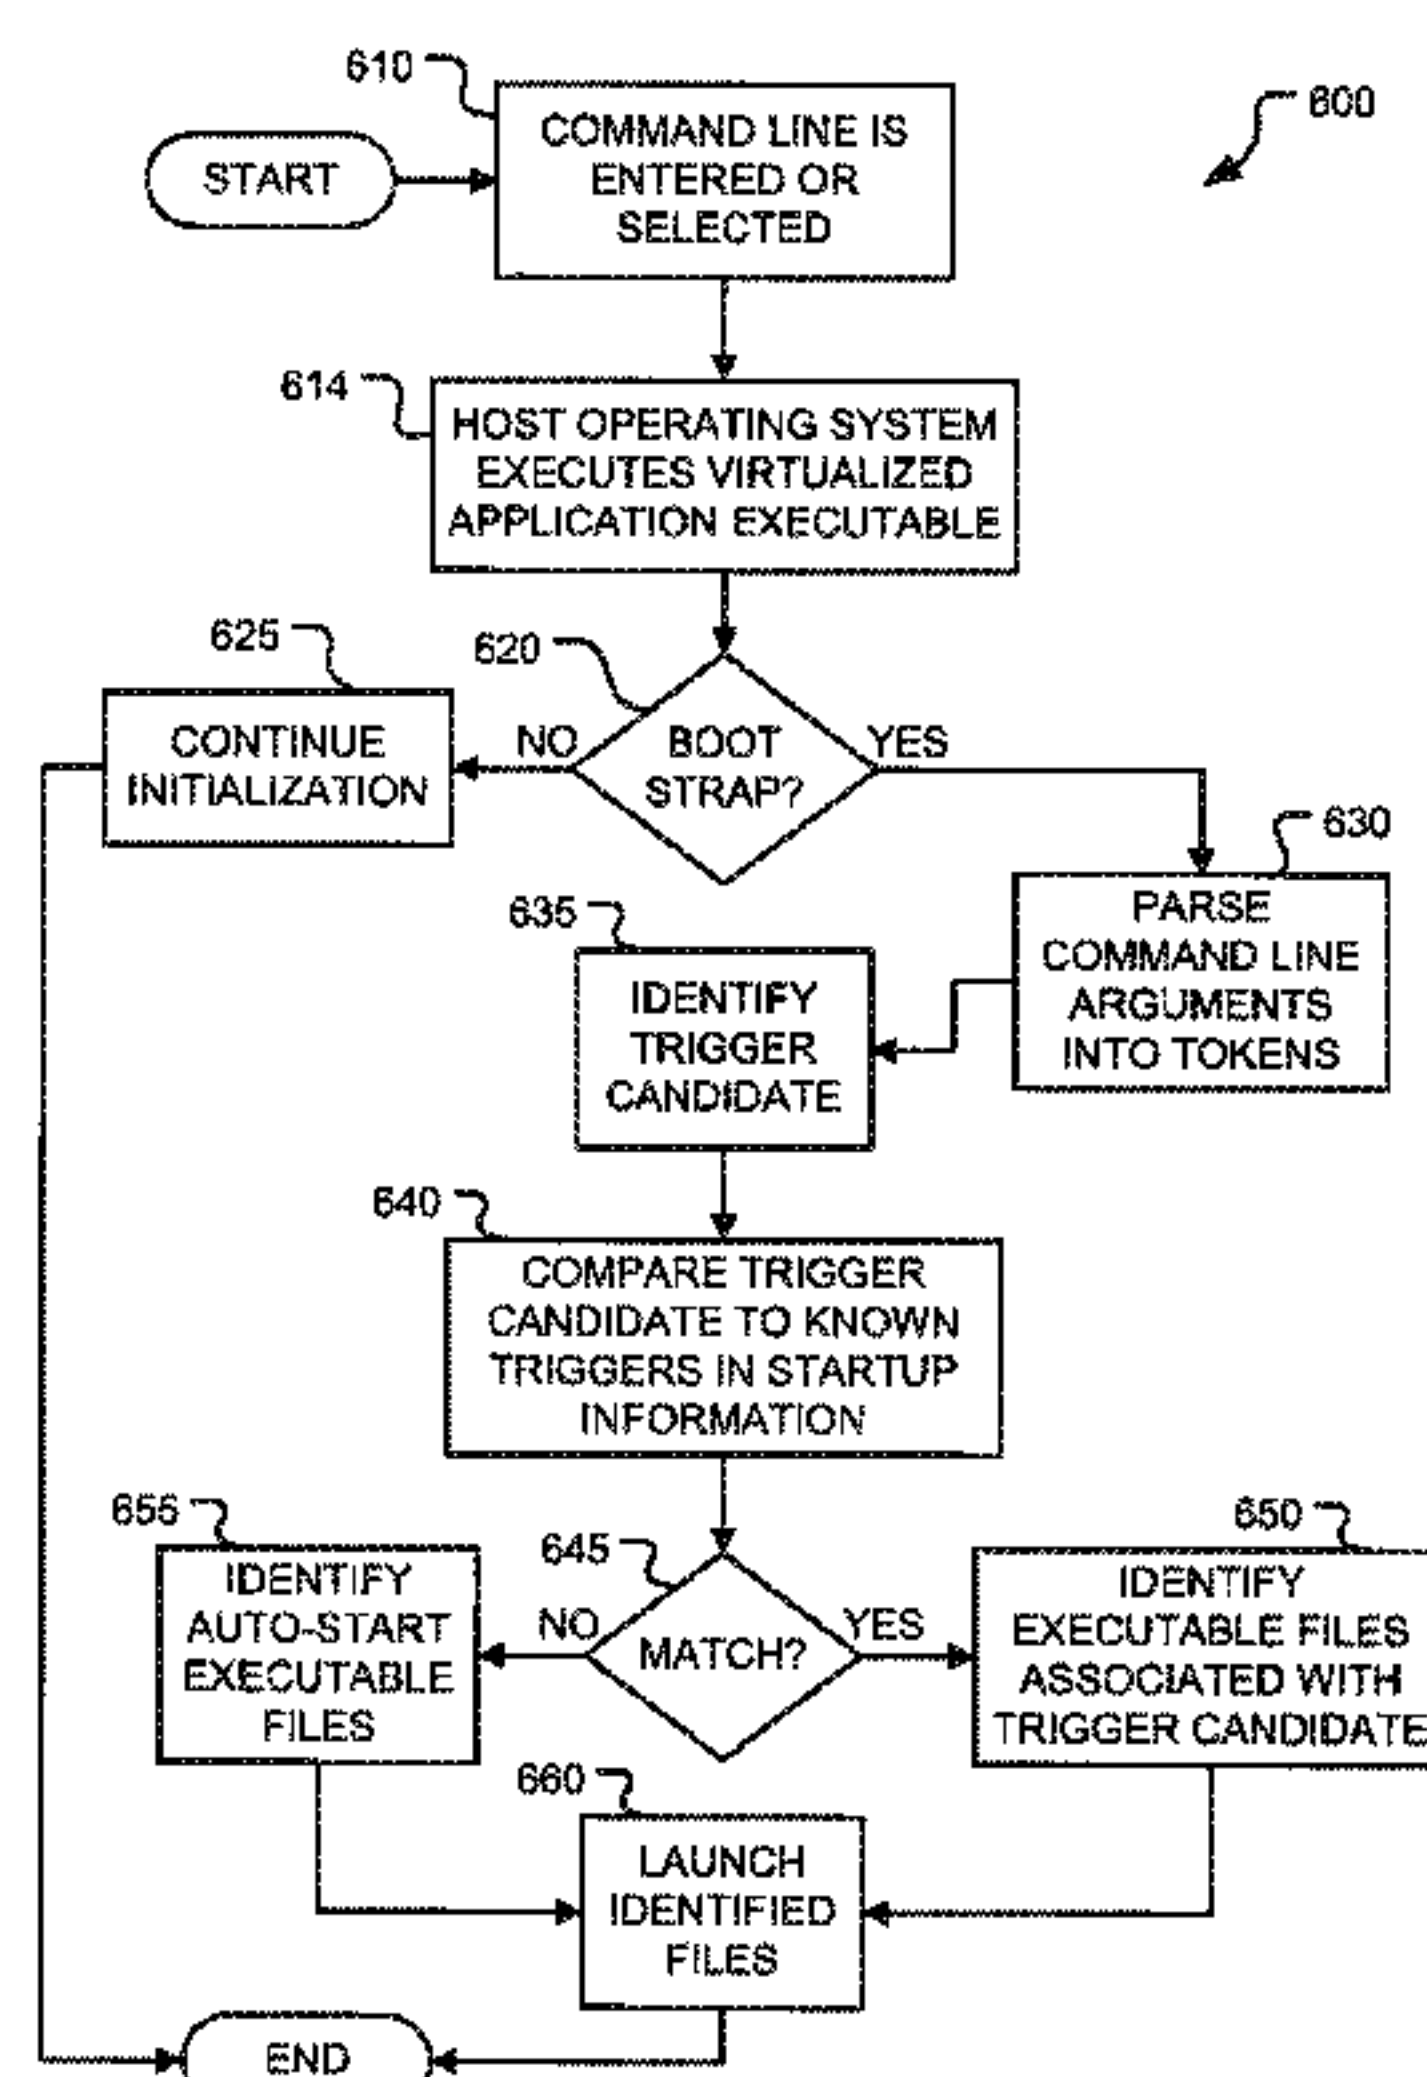 610
600
START
COMMAND LINE IS
ENTERED OR
SELECTED
614
HOST OPERATING SYSTEM
EXECUTES VIRTUALIZED
APPLICATION EXECUTABLE
625
620
CONTINUE
INITIALIZATION
NO
BOOT
STRAP?
YES
630
PARSE
COMMAND LINE
ARGUMENTS
INTO TOKENS
635
IDENTIFY
TRIGGER
CANDIDATE
640
COMPARE TRIGGER
CANDIDATE TO KNOWN
TRIGGERS IN STARTUP
INFORMATION
655
IDENTIFY
AUTO-START
EXECUTABLE
FILES
645
NO
MATCH?
YES
650
IDENTIFY
EXECUTABLE FILES
ASSOCIATED WITH
TRIGGER CANDIDATE
660
LAUNCH
IDENTIFIED
FILES
END